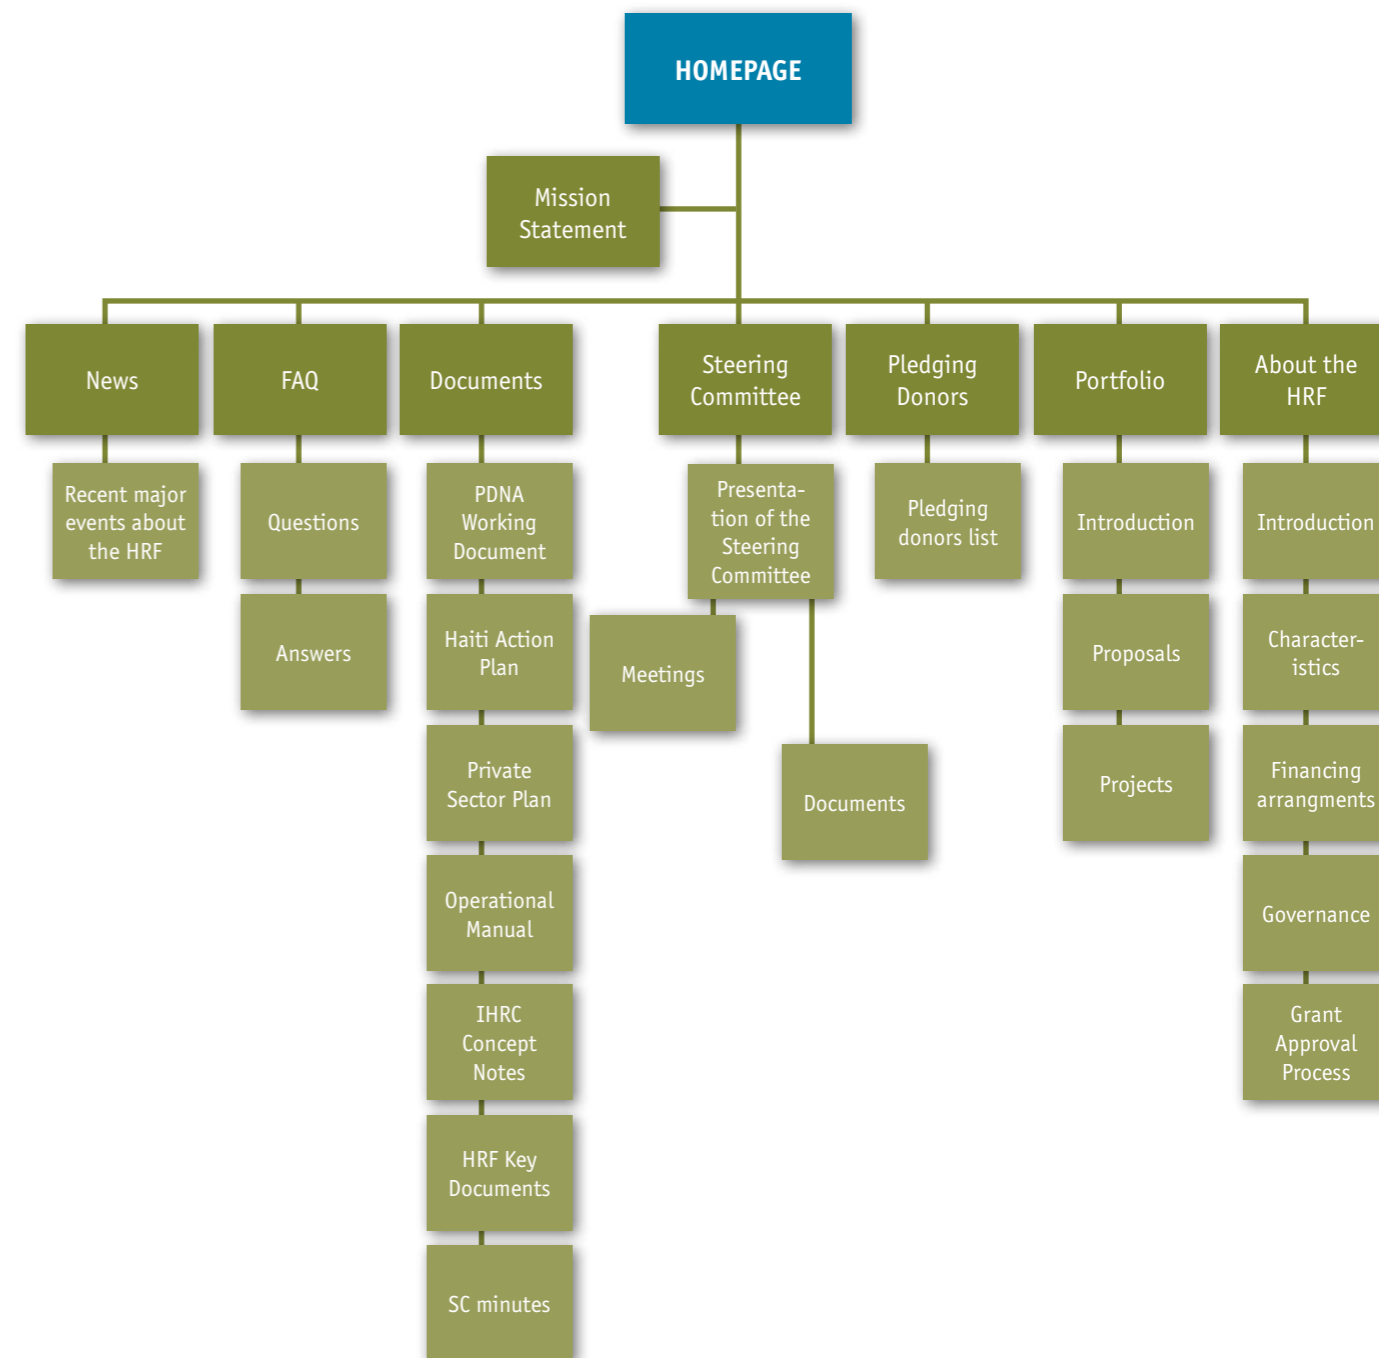 HOMEPAGE
Mission
Statement
News
FAQ
Documents
Steering
Committee
Pledging
Donors
Portfolio
About the
HRF
Recent major
events about
the HRF
Questions
Answers
PDNA
Working
Document
Haiti Action
Plan
Private
Sector Plan
Operational
Manual
IHRC
Concept
Notes
HRF Key
Documents
SC minutes
Presenta-
tion of the
Steering
Committee
Meetings
Documents
Pledging
donors list
Introduction
Proposals
Projects
Introduction
Character-
istics
Financing
arrangments
Governance
Grant
Approval
Process